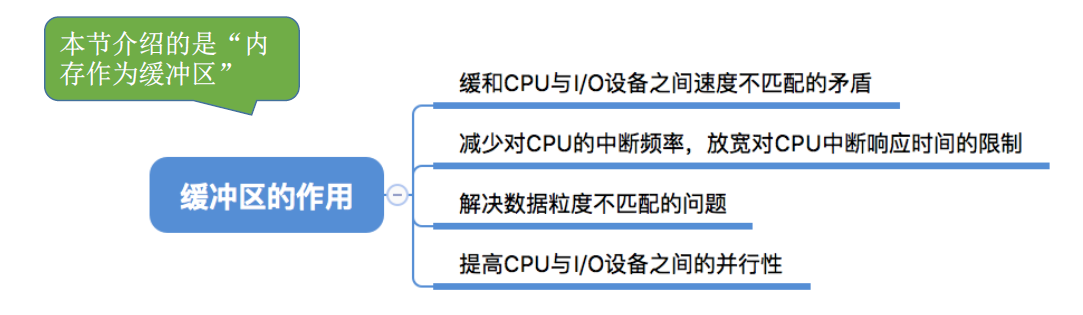 本节介绍的是“内
存作为缓冲区”
缓冲区的作用
缓和CPU与I/O设备之间速度不匹配的矛盾
减少对CPU的中断频率，放宽对CPU中断响应时间的限制
解决数据粒度不匹配的问题
提高CPU与I/O设备之间的并行性